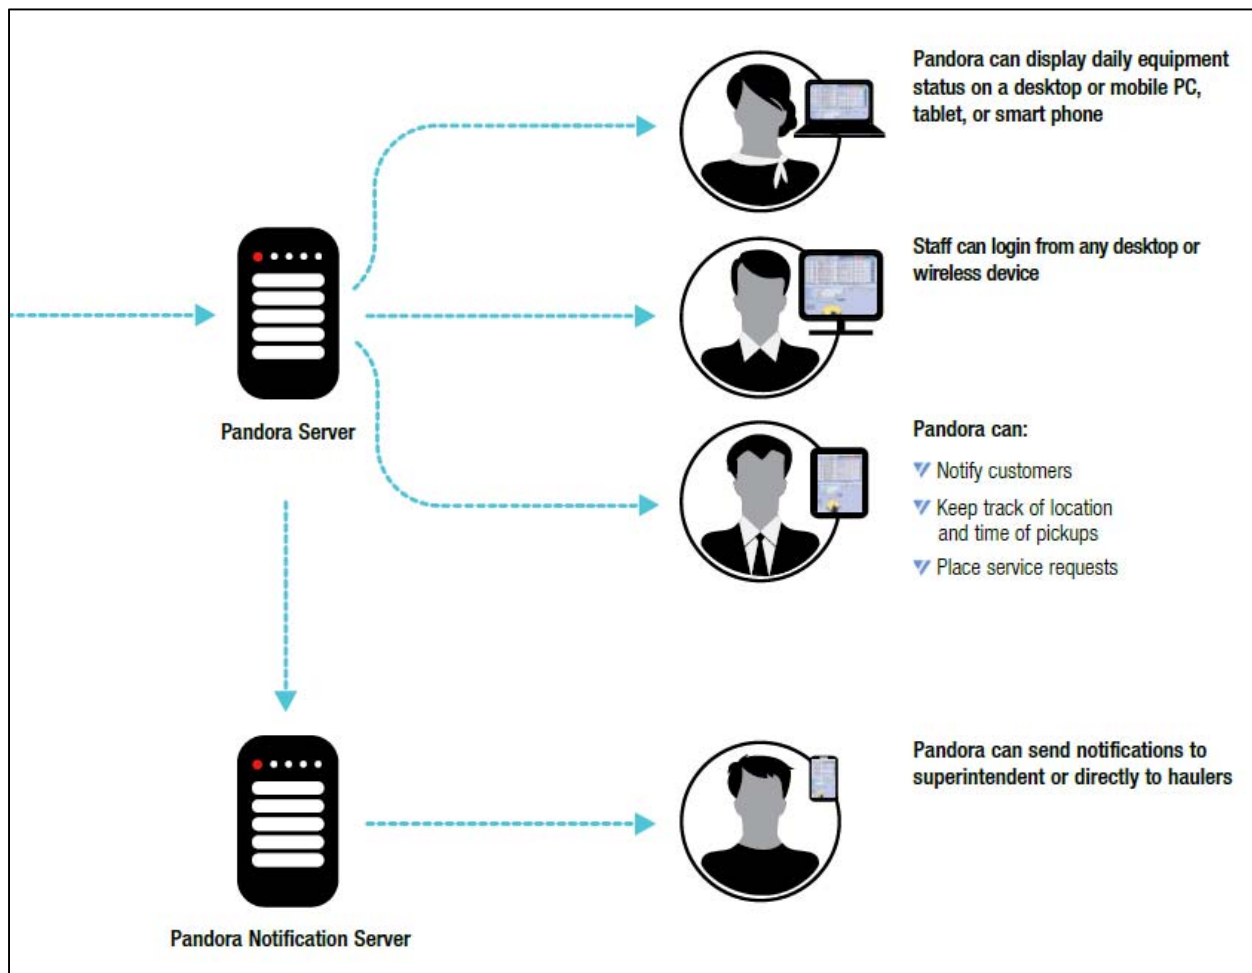 Pandora can display daily equipment
status on a desktop or mobile PC,
tablet, or smart phone
Staff can login from any desktop or
wireless device
Pandora Server
Pandora can:
Notify customers
Keep track of location
and time of pickups
Place service requests
Pandora can send notifications to
superintendent or directly to haulers
Pandora Notification Server